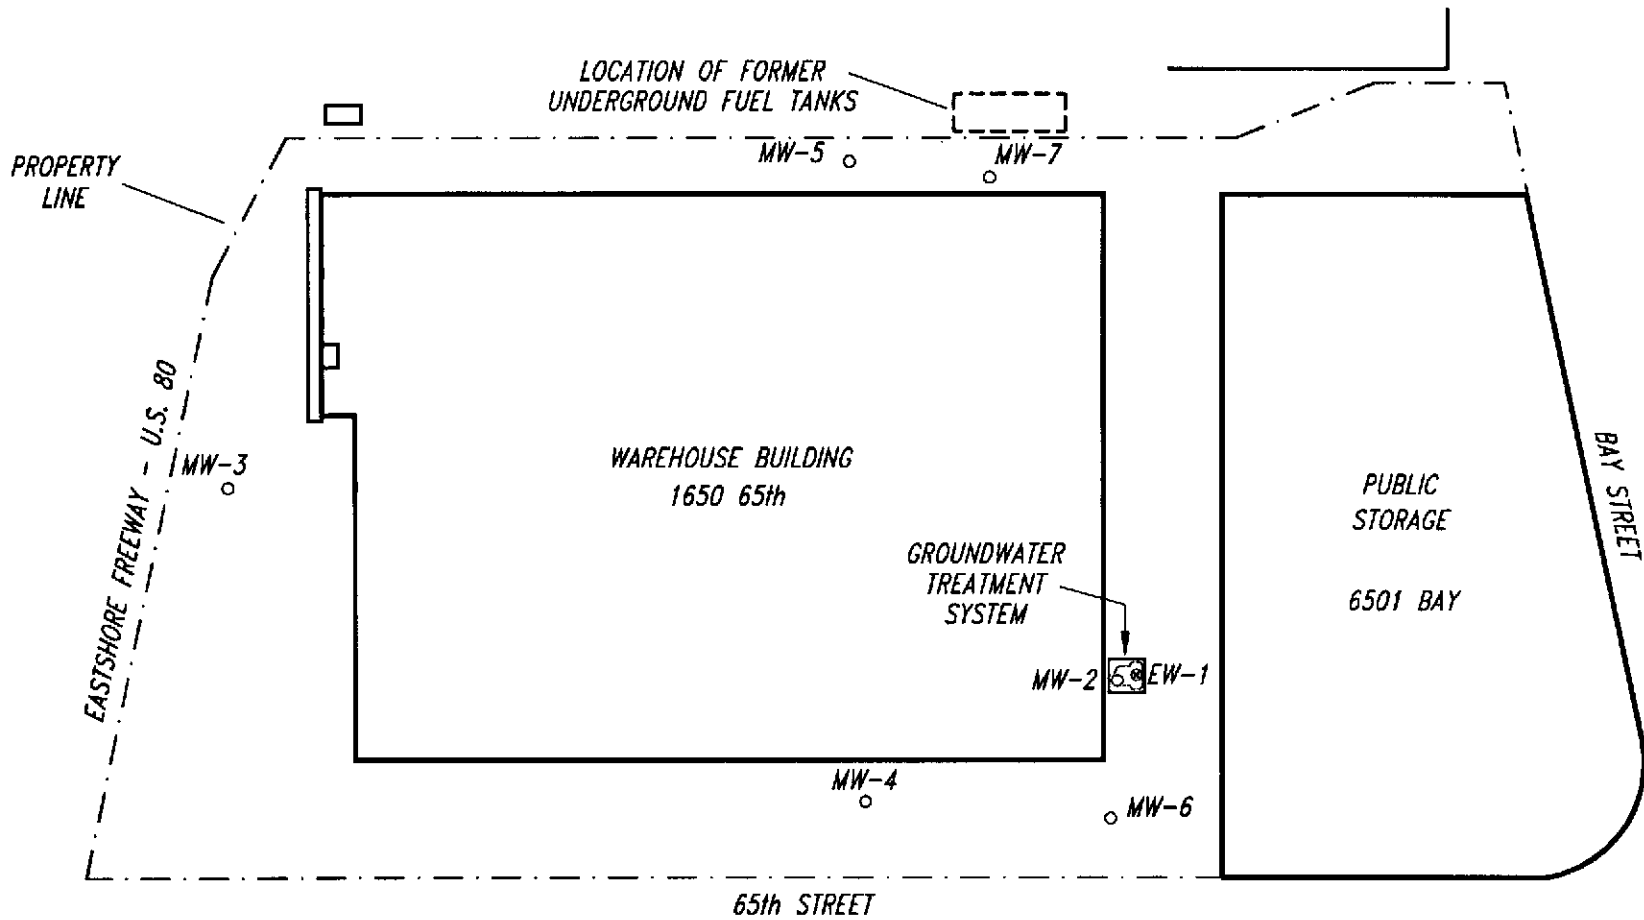 LOCATION OF FORMER
UNDERGROUND FUEL TANKS
MW-5
MW-7
PROPERTY
LINE
EASTSHORE FREEWAY - U.S. 80
MW-3
WAREHOUSE BUILDING
1650 65th
PUBLIC
STORAGE
6501 BAY
BAY STREET
GROUNDWATER
TREATMENT
SYSTEM
MW-2
EW-1
MW-4
MW-6
65th STREET